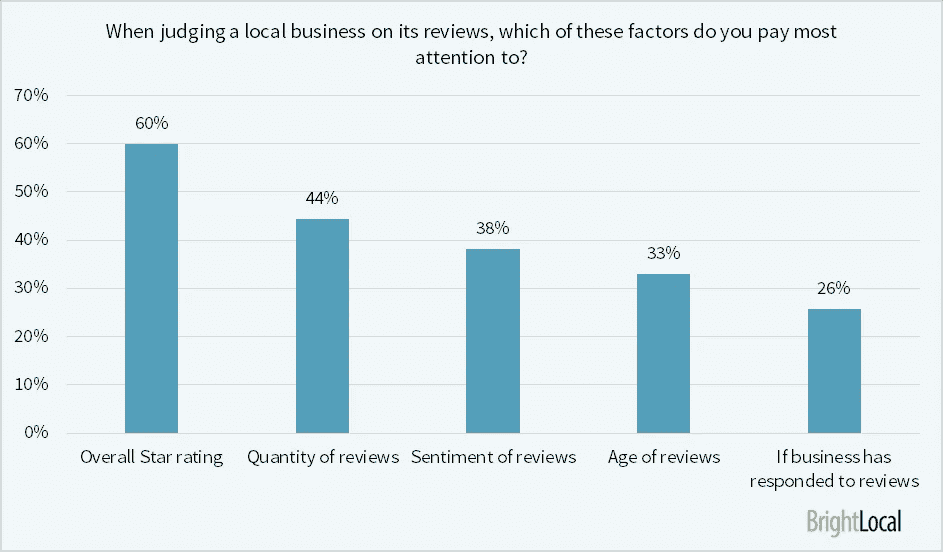 When judging a local business on its reviews, which of these factors do you pay most
attention to?
70%
60%
50%
40%
30%
20%
10%
0%
60%
44%
38%
33%
26%
Overall Star rating
Quantity of reviews
Sentiment of reviews
Age of reviews
If business has
responded to reviews
BrightLocal